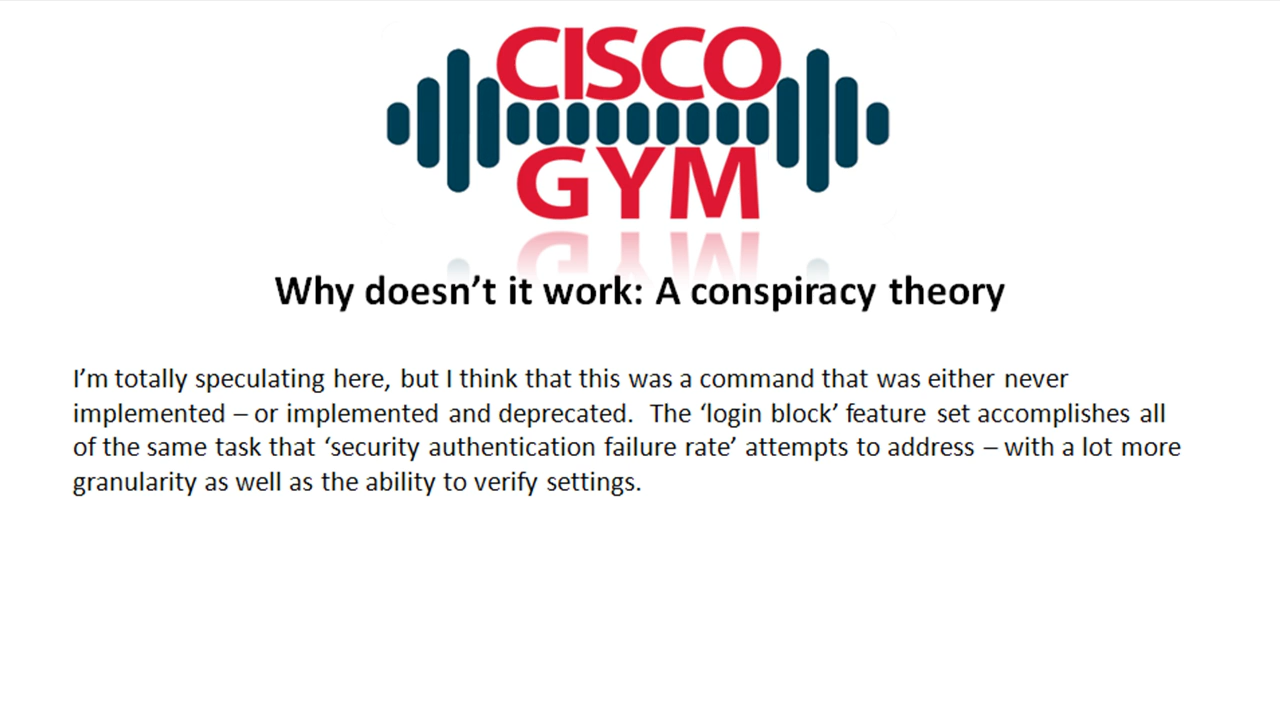 CISCO
GYM
Why doesn’t it work: A conspiracy theory
I’m totally speculating here, but I think that this was a command that was either never
implemented – or implemented and deprecated.  The ‘login block’ feature set accomplishes all
of the same task that ‘security authentication failure rate’ attempts to address – with a lot more
granularity as well as the ability to verify settings.